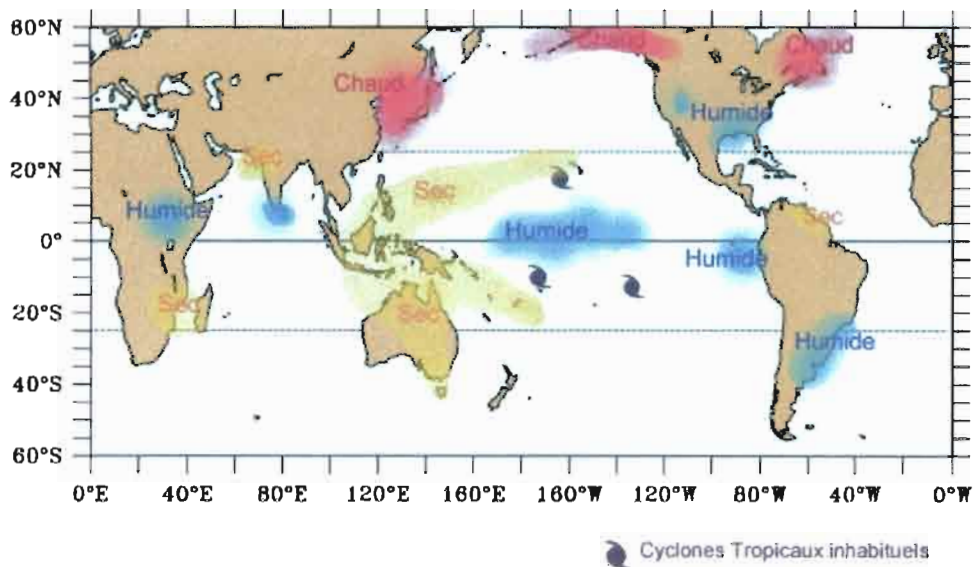 60°N
Chaud
Chaud
Chaud
40°N
Humide
Sec
20°N
Sec
Humide
Sec
Humide
0°
Humide
Sec
Sec
20°S
Humide
40°S
60°S
0°E 40°E 80°E 120°E 160°E 160°W 120°W 80°W 40°W 0°W
Cyclones Tropicaux inhabituels